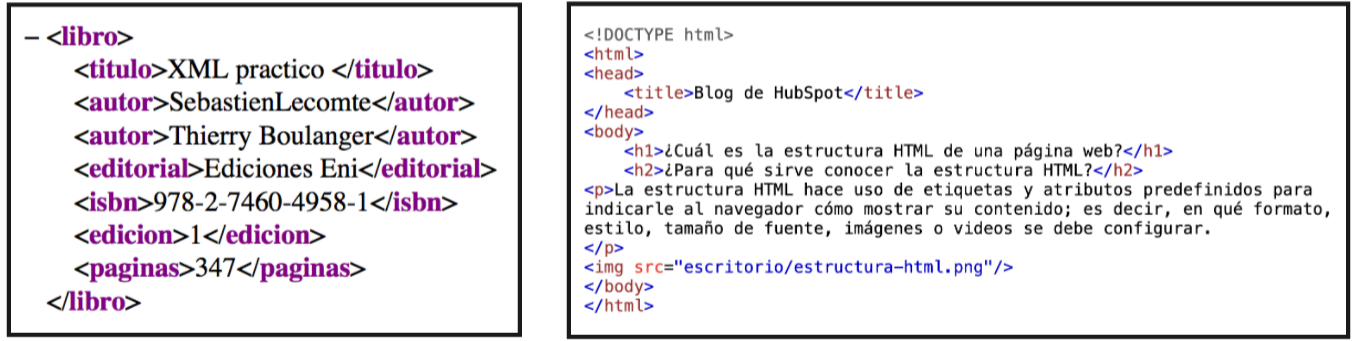 – <libro>
<titulo>XML practico </titulo>
<autor>SebastienLecomte</autor>
<autor>Thierry Boulanger</autor>
<editorial>Ediciones Eni</editorial>
<isbn>978-2-7460-4958-1</isbn>
<edicion>1</edicion>
<paginas>347</paginas>
</libro>
<!DOCTYPE html>
<html>
<head>
<title>Blog de HubSpot</title>
</head>
<body>
<h1>¿Cuál es la estructura HTML de una página web?</h1>
<h2>¿Para qué sirve conocer la estructura HTML?</h2>
<p>La estructura HTML hace uso de etiquetas y atributos predefinidos para
indicarle al navegador cómo mostrar su contenido; es decir, en qué formato,
estilo, tamaño de fuente, imágenes o videos se debe configurar.
</p>
<img src="escritorio/estructura-html.png"/>
</body>
</html>